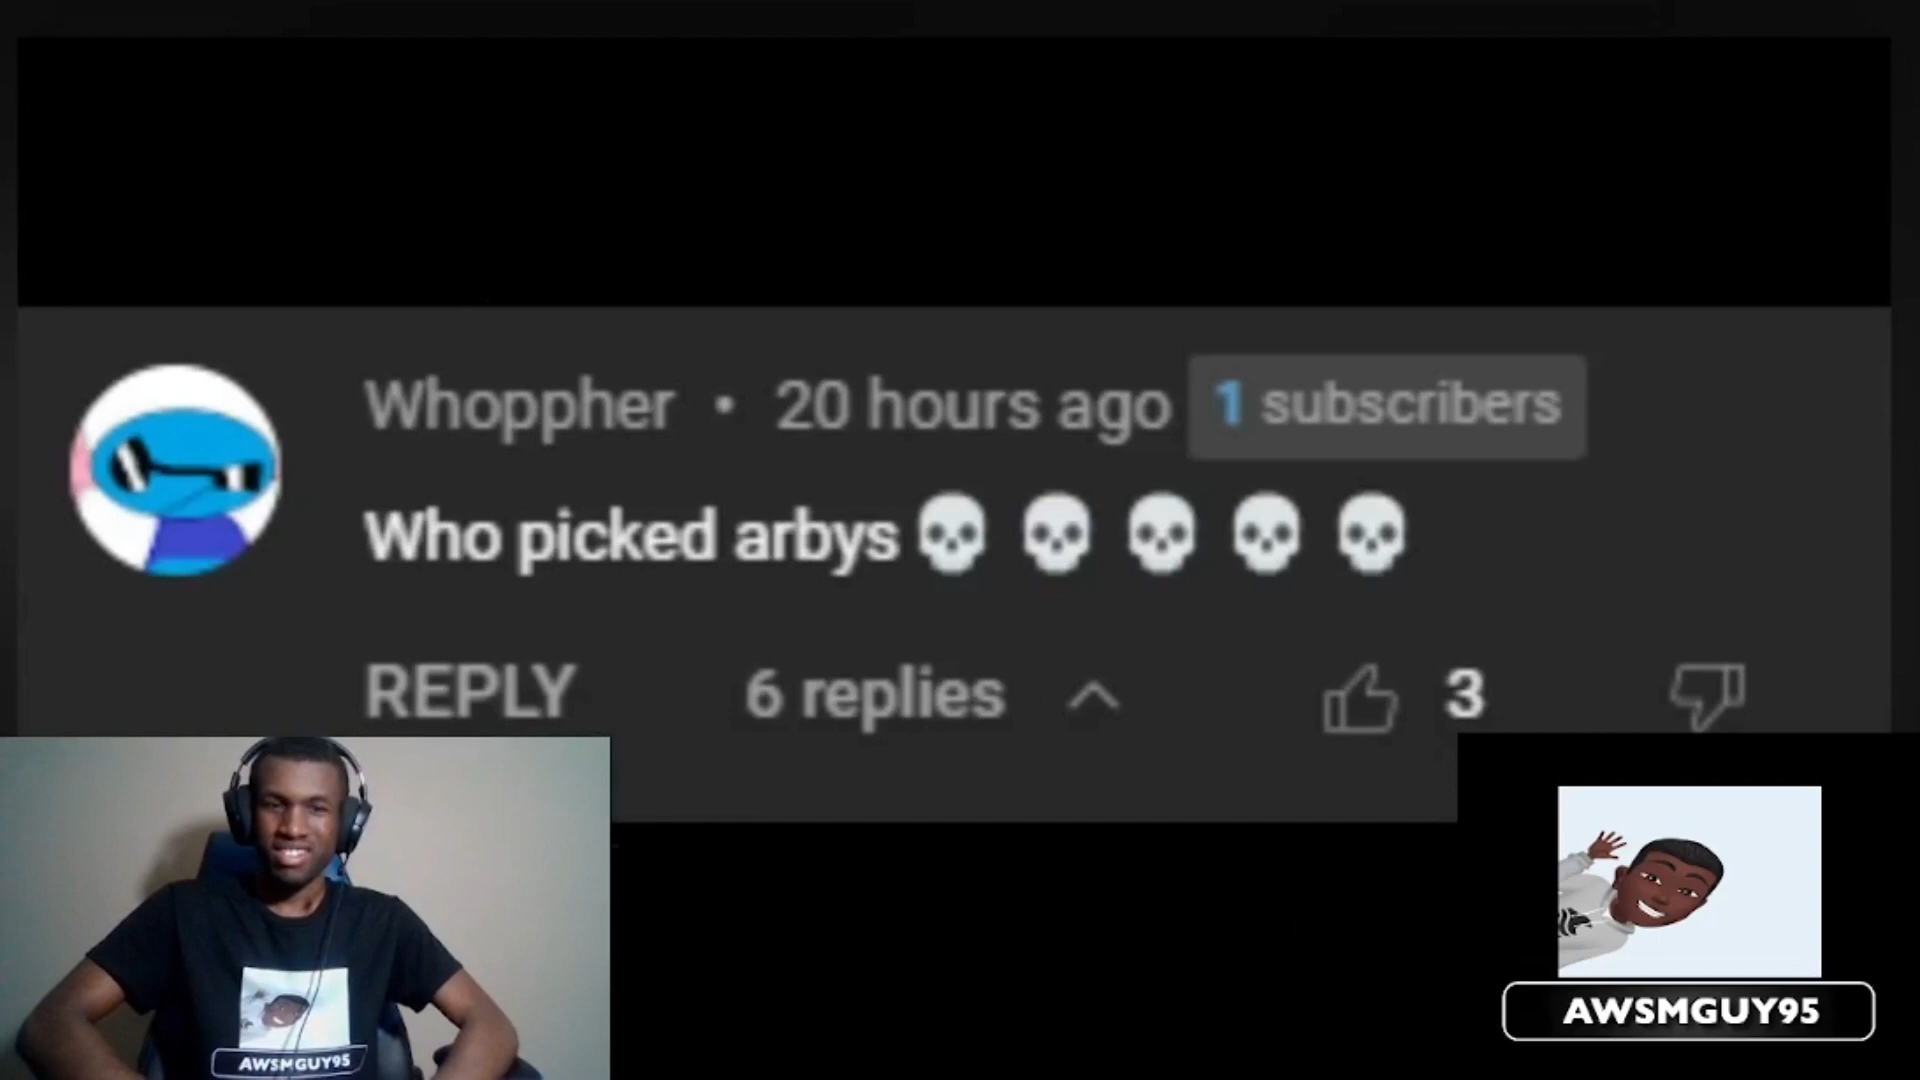 Whoppher • 20 hours ago 1 subscribers
Who picked arbys 💀 💀 💀 💀 💀
REPLY 6 replies 3
AWSMGUY95
AWSMGUY95